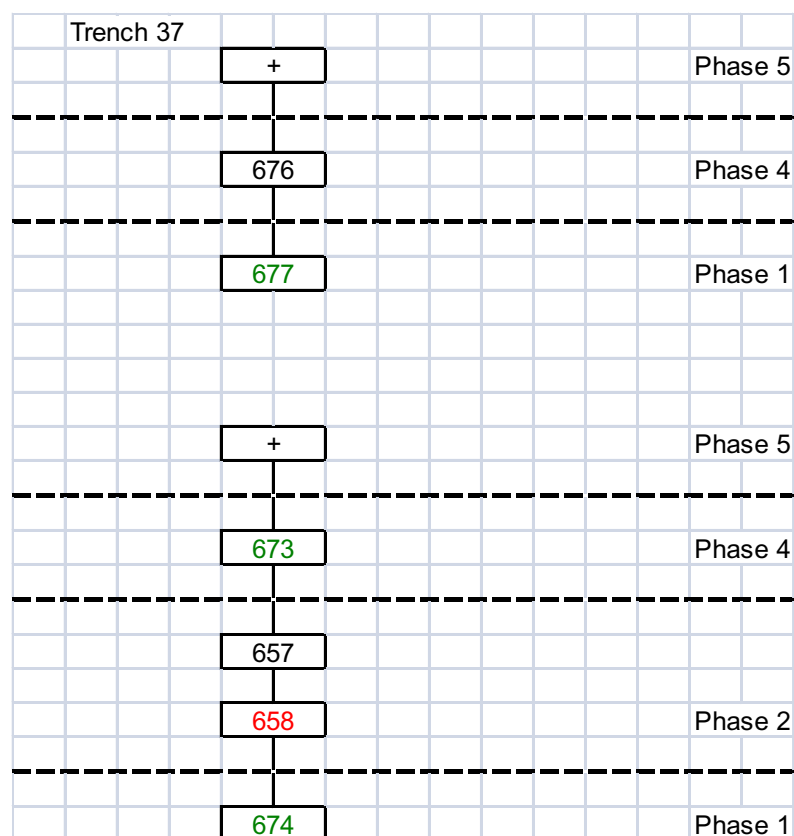 Trench 37
+ Phase 5
676 Phase 4
677 Phase 1
+ Phase 5
673 Phase 4
657
658 Phase 2
674 Phase 1